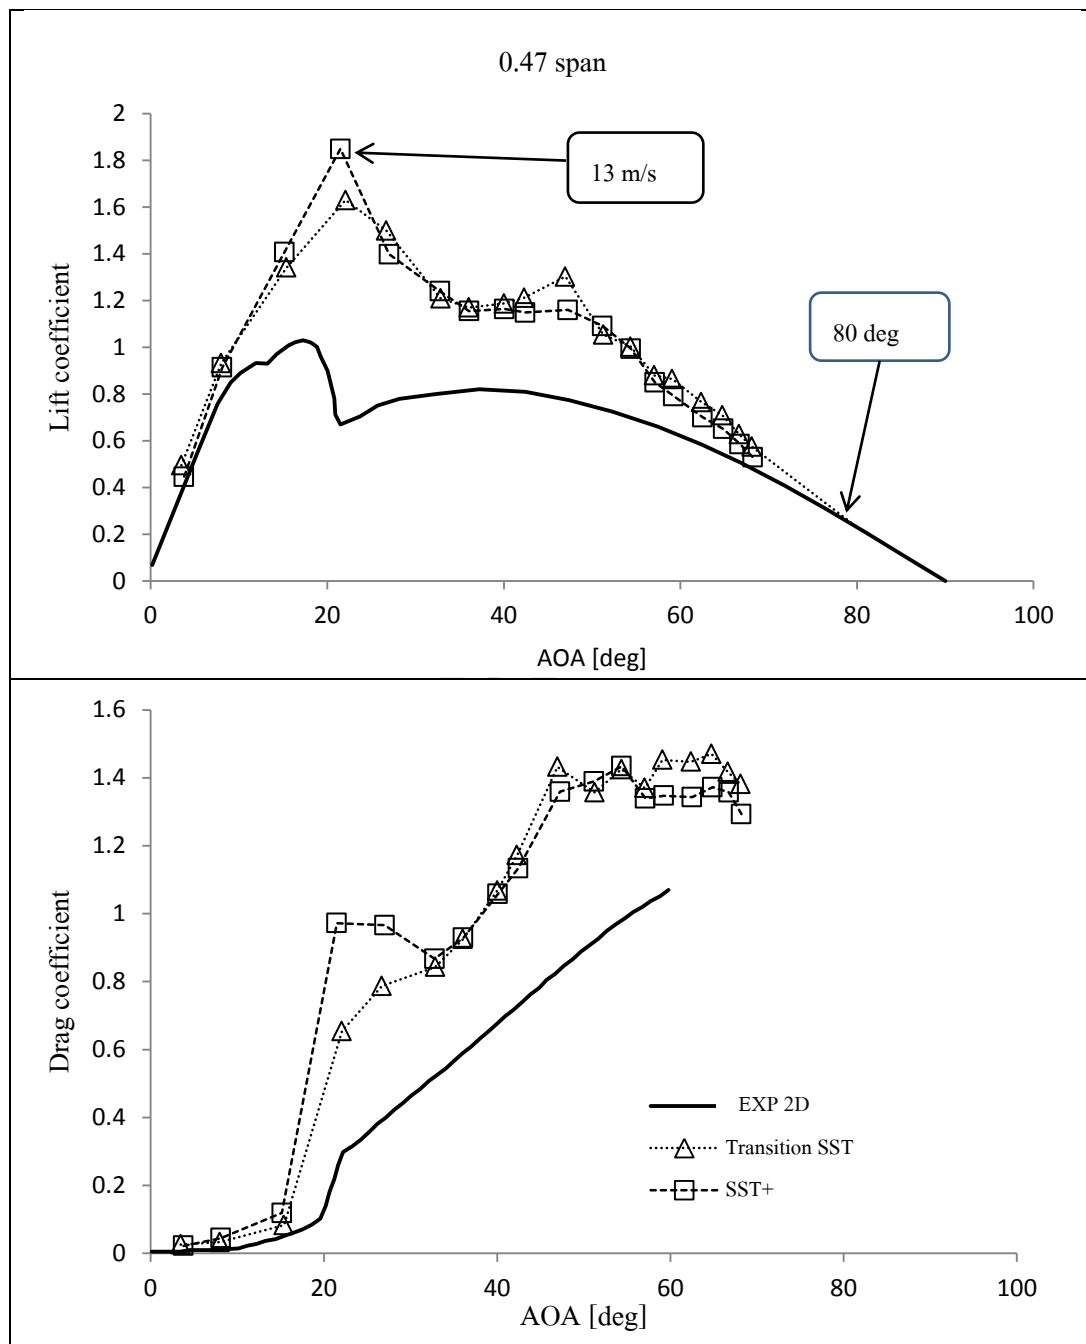 0.47 span
2
1.8
1.6
1.4
1.2
1
0.8
0.6
0.4
0.2
0
Lift coefficient
13 m/s
80 deg
0 20 40 60 80 100
AOA [deg]
1.6
1.4
1.2
1
0.8
0.6
0.4
0.2
0
Drag coefficient
EXP 2D
Transition SST
SST+
0 20 40 60 80 100
AOA [deg]